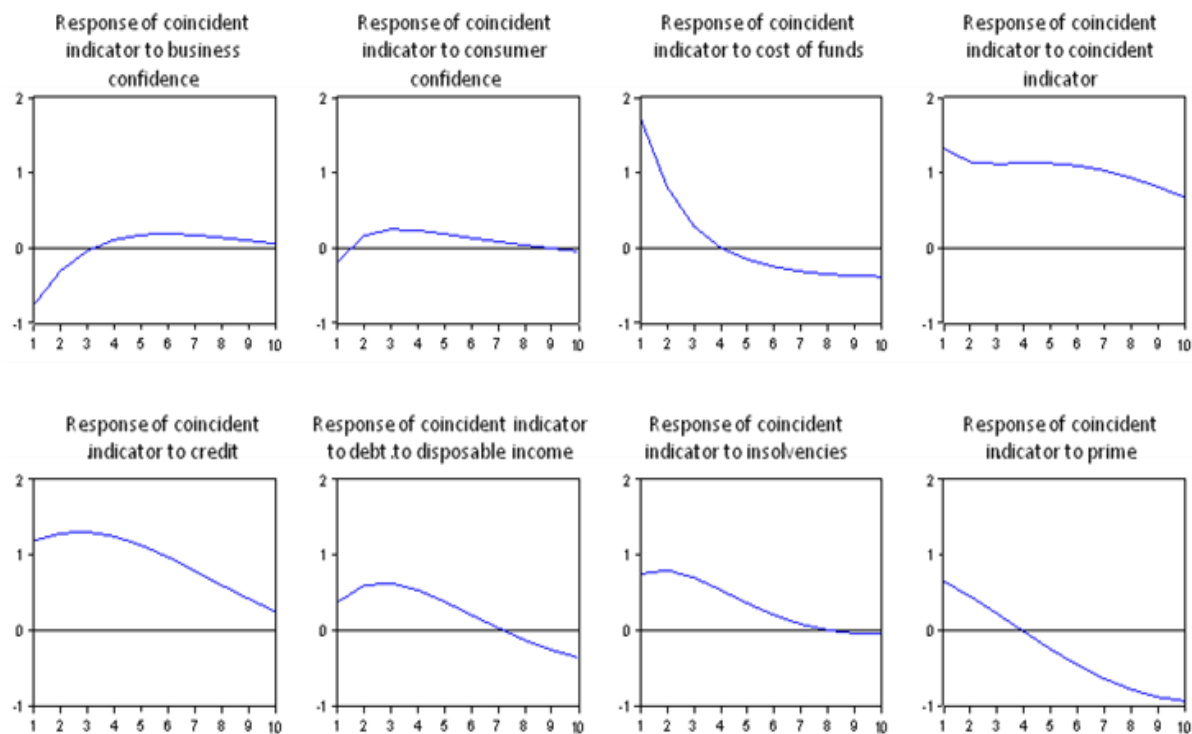 Response of coincident
indicator to business
confidence
Response of coincident
indicator to consumer
confidence
Response of coincident
indicator to cost of funds
Response of coincident
indicator to coincident
indicator
2
1
0
-1
1 2 3 4 5 6 7 8 9 10
2
1
0
-1
1 2 3 4 5 6 7 8 9 10
2
1
0
-1
1 2 3 4 5 6 7 8 9 10
2
1
0
-1
1 2 3 4 5 6 7 8 9 10
Response of coincident
.indicator to credit
Response of coincident indicator
to debt .to disposable income
Response of coincident
indicator to insolvencies
Response of coincident
indicator to prime
2
1
0
-1
1 2 3 4 5 6 7 8 9 10
2
1
0
-1
1 2 3 4 5 6 7 8 9 10
2
1
0
-1
1 2 3 4 5 6 7 8 9 10
2
1
0
-1
1 2 3 4 5 6 7 8 9 10